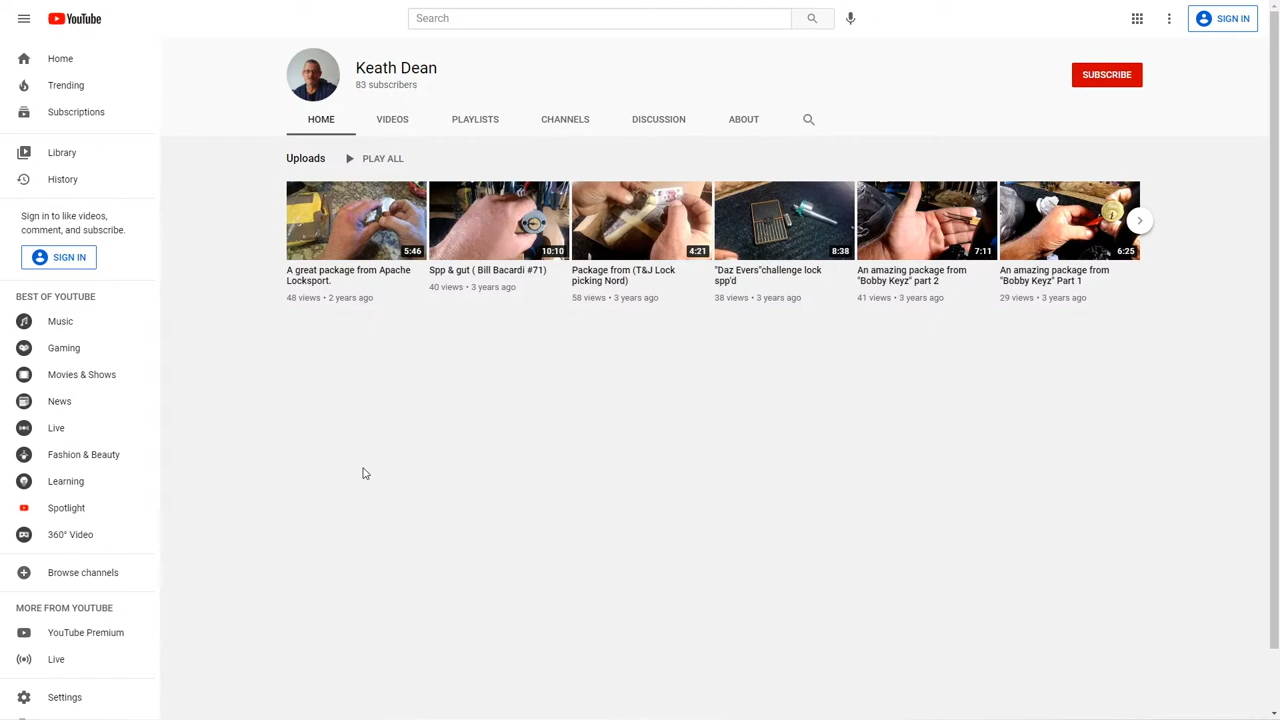 YouTube
Search
SIGN IN
Home
Trending
Subscriptions
Library
History
Sign in to like videos,
comment, and subscribe.
SIGN IN
BEST OF YOUTUBE
Music
Gaming
Movies & Shows
News
Live
Fashion & Beauty
Learning
Spotlight
360° Video
Browse channels
MORE FROM YOUTUBE
YouTube Premium
Live
Settings
Keath Dean
83 subscribers
SUBSCRIBE
HOME VIDEOS PLAYLISTS CHANNELS DISCUSSION ABOUT
Uploads PLAY ALL
5:46
A great package from Apache
Locksport.
48 views • 2 years ago
10:10
Spp & gut ( Bill Bacardi #71)
40 views • 3 years ago
4:21
Package from (T&J Lock
picking Nord)
58 views • 3 years ago
8:38
"Daz Evers"challenge lock
spp'd
38 views • 3 years ago
7:11
An amazing package from
"Bobby Keyz" part 2
41 views • 3 years ago
6:25
An amazing package from
"Bobby Keyz" Part 1
29 views • 3 years ago